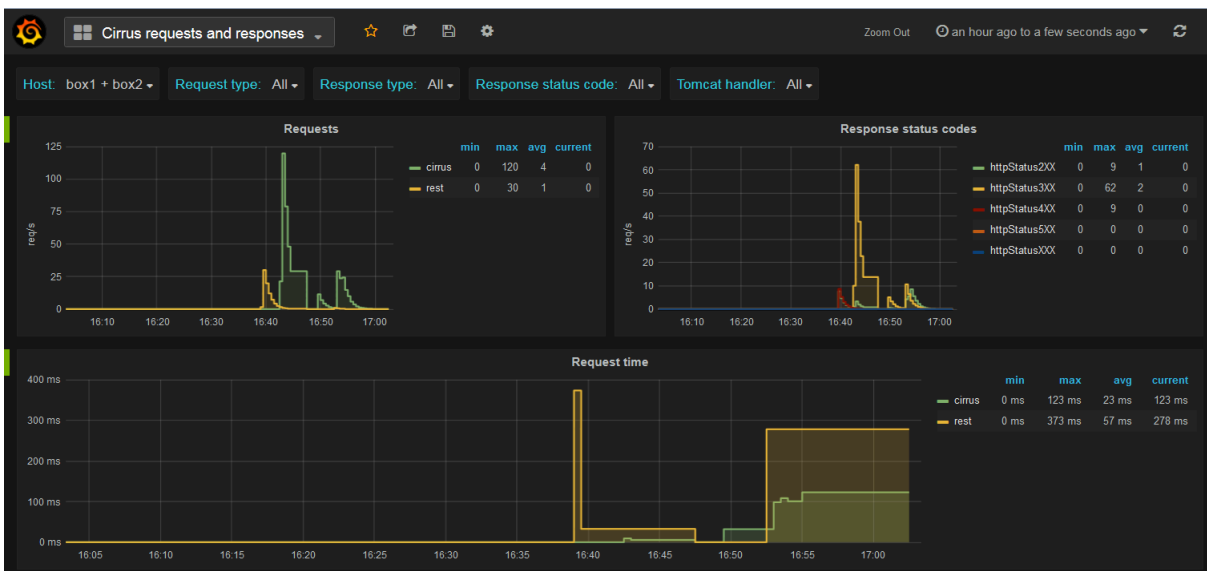 Cirrus requests and responses
Zoom Out an hour ago to a few seconds ago
Host: box1 + box2 Request type: All Response type: All Response status code: All Tomcat handler: All
Requests
min max avg current
cirrus 0 120 4 0
rest 0 30 1 0
req/s
125
100
75
50
25
0
16:10 16:20 16:30 16:40 16:50 17:00
Response status codes
min max avg current
httpStatus2XX 0 9 1 0
httpStatus3XX 0 62 2 0
httpStatus4XX 0 9 0 0
httpStatus5XX 0 0 0 0
httpStatusXXX 0 0 0 0
req/s
70
60
50
40
30
20
10
0
16:10 16:20 16:30 16:40 16:50 17:00
Request time
min max avg current
cirrus 0 ms 123 ms 23 ms 123 ms
rest 0 ms 373 ms 57 ms 278 ms
400 ms
300 ms
200 ms
100 ms
0 ms
16:05 16:10 16:15 16:20 16:25 16:30 16:35 16:40 16:45 16:50 16:55 17:00